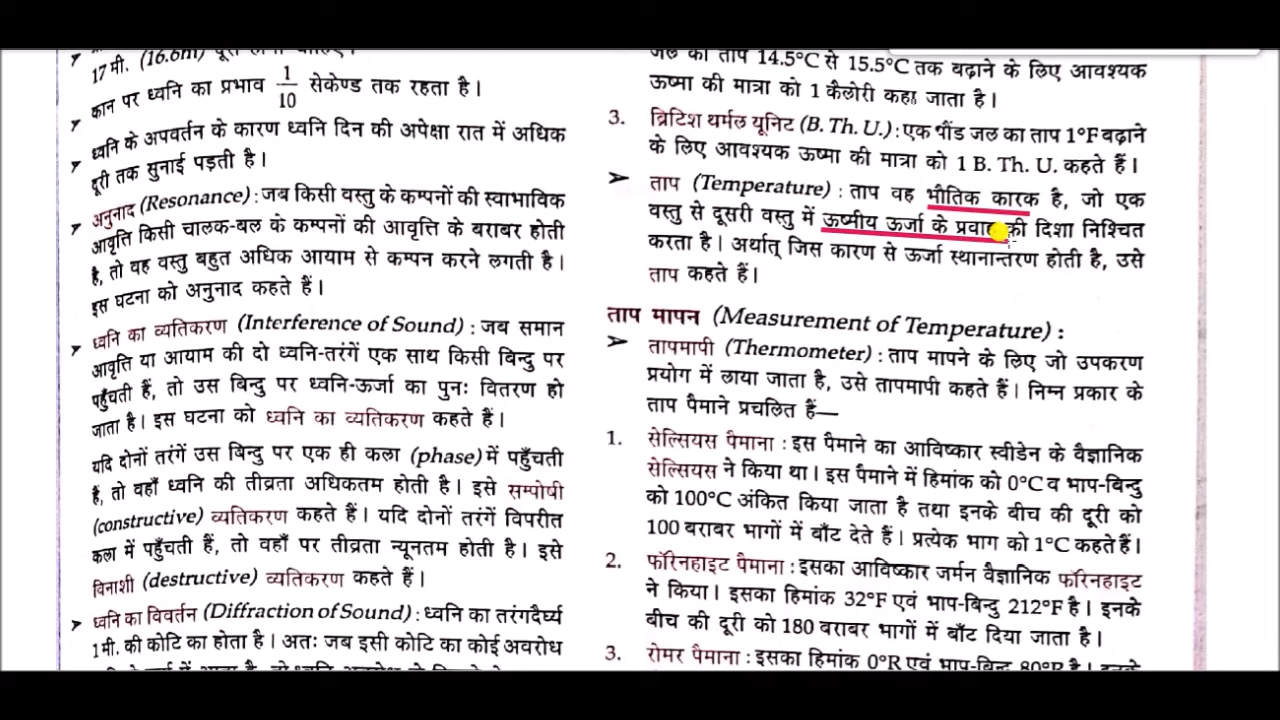 17 मी. (16.6m)
कान पर ध्वनि का प्रभाव 1/10 सेकेण्ड तक रहता है।
ध्वनि के अपवर्तन के कारण ध्वनि दिन की अपेक्षा रात में अधिक
दूरी तक सुनाई पड़ती है।
अनुनाद (Resonance) : जब किसी वस्तु के कम्पनों की स्वाभाविक
आवृत्ति किसी चालक-बल के कम्पनों की आवृत्ति के बराबर होती
है, तो वह वस्तु बहुत अधिक आयाम से कम्पन करने लगती है।
इस घटना को अनुनाद कहते हैं।
ध्वनि का व्यतिकरण (Interference of Sound) : जब समान
आवृत्ति या आयाम की दो ध्वनि-तरंगें एक साथ किसी बिन्दु पर
पहुँचती हैं, तो उस बिन्दु पर ध्वनि-ऊर्जा का पुनः वितरण हो
जाता है। इस घटना को ध्वनि का व्यतिकरण कहते हैं।
यदि दोनों तरंगें उस बिन्दु पर एक ही कला (phase) में पहुँचती
हैं, तो वहाँ ध्वनि की तीव्रता अधिकतम होती है। इसे सम्पोषी
(constructive) व्यतिकरण कहते हैं। यदि दोनों तरंगें विपरीत
कला में पहुँचती हैं, तो वहाँ पर तीव्रता न्यूनतम होती है। इसे
विनाशी (destructive) व्यतिकरण कहते हैं।
ध्वनि का विवर्तन (Diffraction of Sound) : ध्वनि का तरंगदैर्घ्य
1 मी. की कोटि का होता है। अतः जब इसी कोटि का कोई अवरोध
जल का ताप 14.5°C से 15.5°C तक बढ़ाने के लिए आवश्यक
ऊष्मा की मात्रा को 1 कैलोरी कहा जाता है।
3. ब्रिटिश थर्मल यूनिट (B. Th. U.) : एक पौंड जल का ताप 1°F बढ़ाने
के लिए आवश्यक ऊष्मा की मात्रा को 1 B. Th. U. कहते हैं।
ताप (Temperature) : ताप वह भौतिक कारक है, जो एक
वस्तु से दूसरी वस्तु में ऊष्मीय ऊर्जा के प्रवाह की दिशा निश्चित
करता है। अर्थात् जिस कारण से ऊर्जा स्थानान्तरण होती है, उसे
ताप कहते हैं।
ताप मापन (Measurement of Temperature) :
तापमापी (Thermometer) : ताप मापने के लिए जो उपकरण
प्रयोग में लाया जाता है, उसे तापमापी कहते हैं। निम्न प्रकार के
ताप पैमाने प्रचलित हैं—
1. सेल्सियस पैमाना : इस पैमाने का आविष्कार स्वीडेन के वैज्ञानिक
सेल्सियस ने किया था। इस पैमाने में हिमांक को 0°C व भाप-बिन्दु
को 100°C अंकित किया जाता है तथा इनके बीच की दूरी को
100 बराबर भागों में बाँट देते हैं। प्रत्येक भाग को 1°C कहते हैं।
2. फॉरेनहाइट पैमाना : इसका आविष्कार जर्मन वैज्ञानिक फॉरेनहाइट
ने किया। इसका हिमांक 32°F एवं भाप-बिन्दु 212°F है। इनके
बीच की दूरी को 180 बराबर भागों में बाँट दिया जाता है।
3. रोमर पैमाना : इसका हिमांक 0°R एवं भाप-बिन्दु 80°R है। इनके